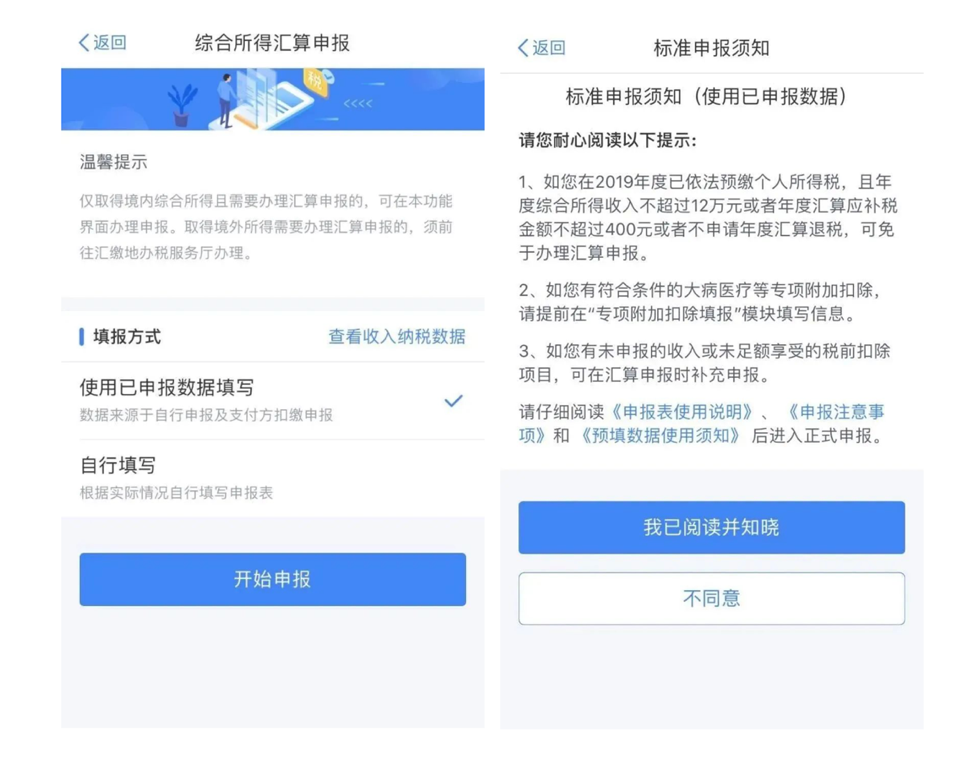 返回
综合所得汇算申报
税
温馨提示
仅取得境内综合所得且需要办理汇算申报的，可在本功能
界面办理申报。取得境外所得需要办理汇算申报的，须前
往汇缴地办税服务厅办理。
填报方式
查看收入纳税数据
使用已申报数据填写
数据来源于自行申报及支付方扣缴申报
自行填写
根据实际情况自行填写申报表
开始申报
返回
标准申报须知
标准申报须知（使用已申报数据）
请您耐心阅读以下提示：
1、如您在2019年度已依法预缴个人所得税，且年
度综合所得收入不超过12万元或者年度汇算应补税
金额不超过400元或者不申请年度汇算退税，可免
于办理汇算申报。
2、如您有符合条件的大病医疗等专项附加扣除，
请提前在“专项附加扣除填报”模块填写信息。
3、如您有未申报的收入或未足额享受的税前扣除
项目，可在汇算申报时补充申报。
请仔细阅读《申报表使用说明》、《申报注意事
项》和《预填数据使用须知》后进入正式申报。
我已阅读并知晓
不同意